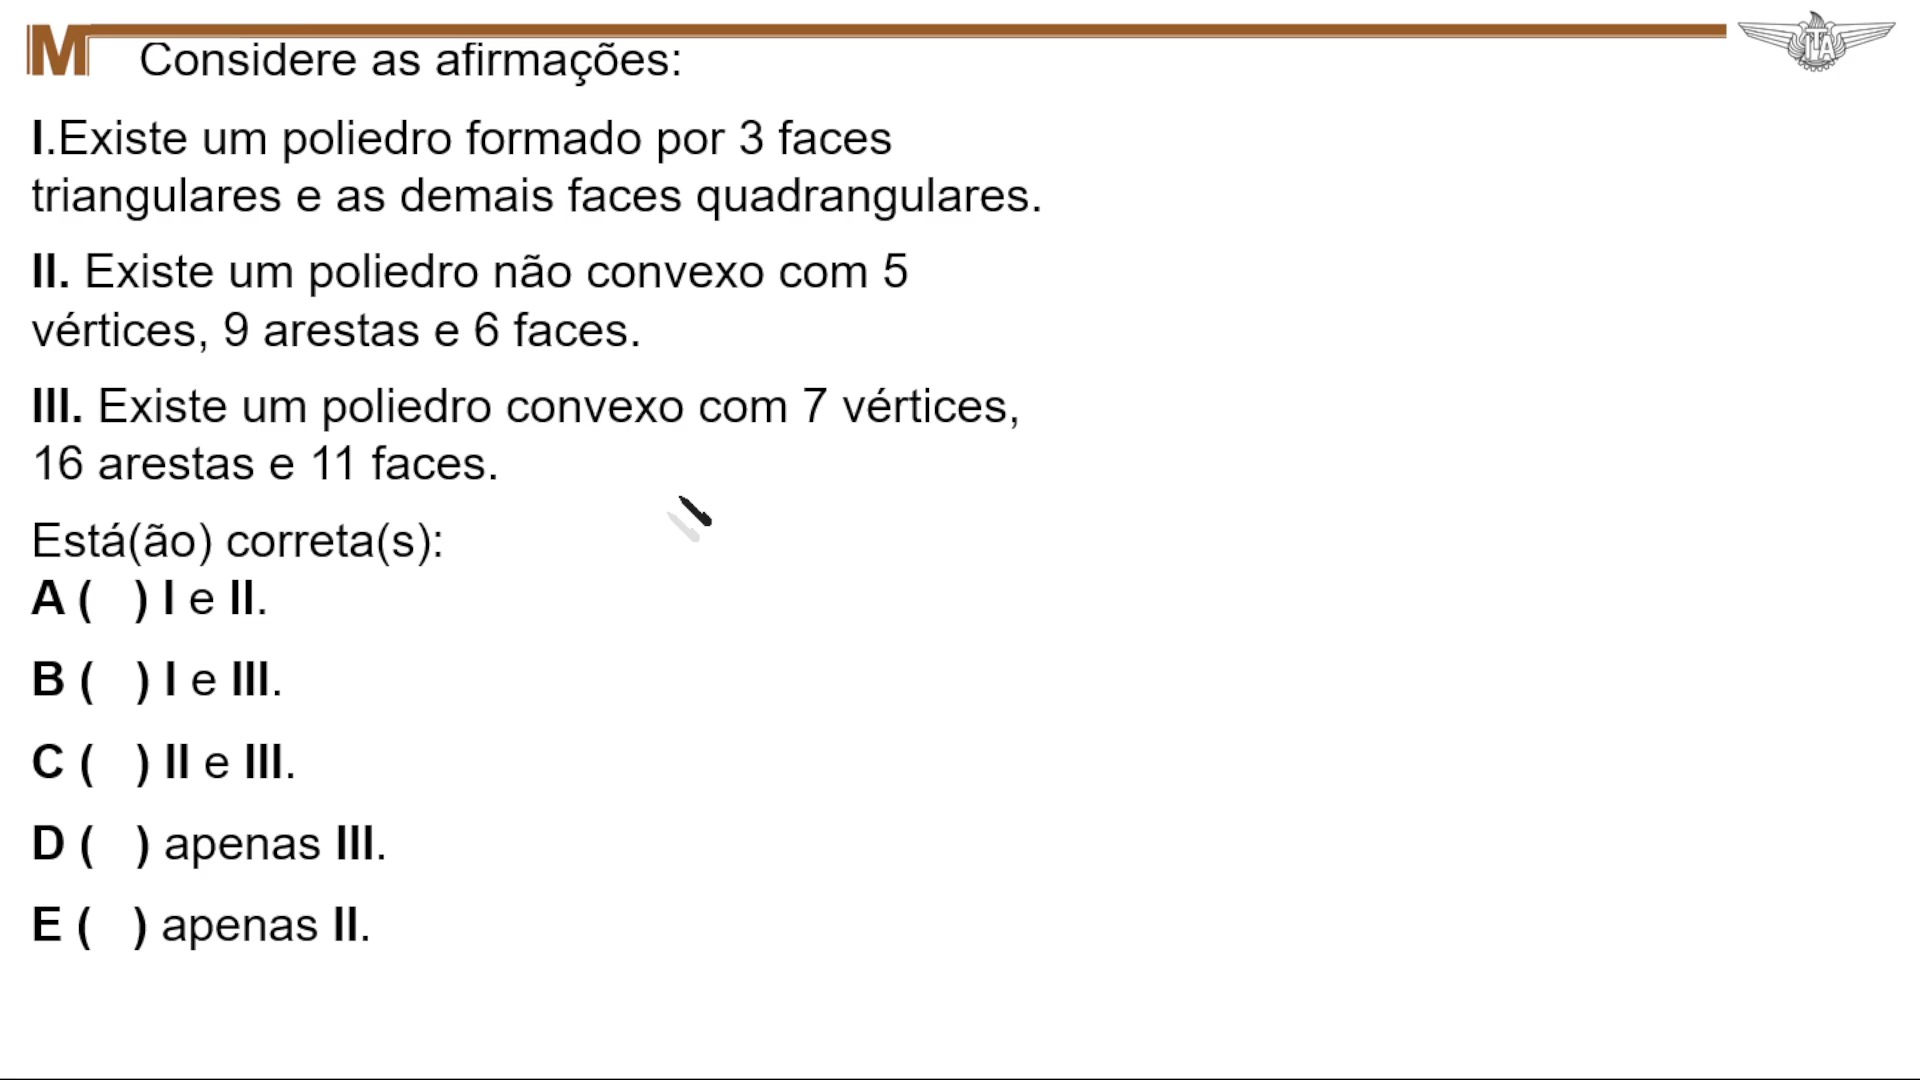 M
ITA
Considere as afirmações:
I.Existe um poliedro formado por 3 faces
triangulares e as demais faces quadrangulares.
II. Existe um poliedro não convexo com 5
vértices, 9 arestas e 6 faces.
III. Existe um poliedro convexo com 7 vértices,
16 arestas e 11 faces.
Está(ão) correta(s):
A (   ) I e II.
B (   ) I e III.
C (   ) II e III.
D (   ) apenas III.
E (   ) apenas II.